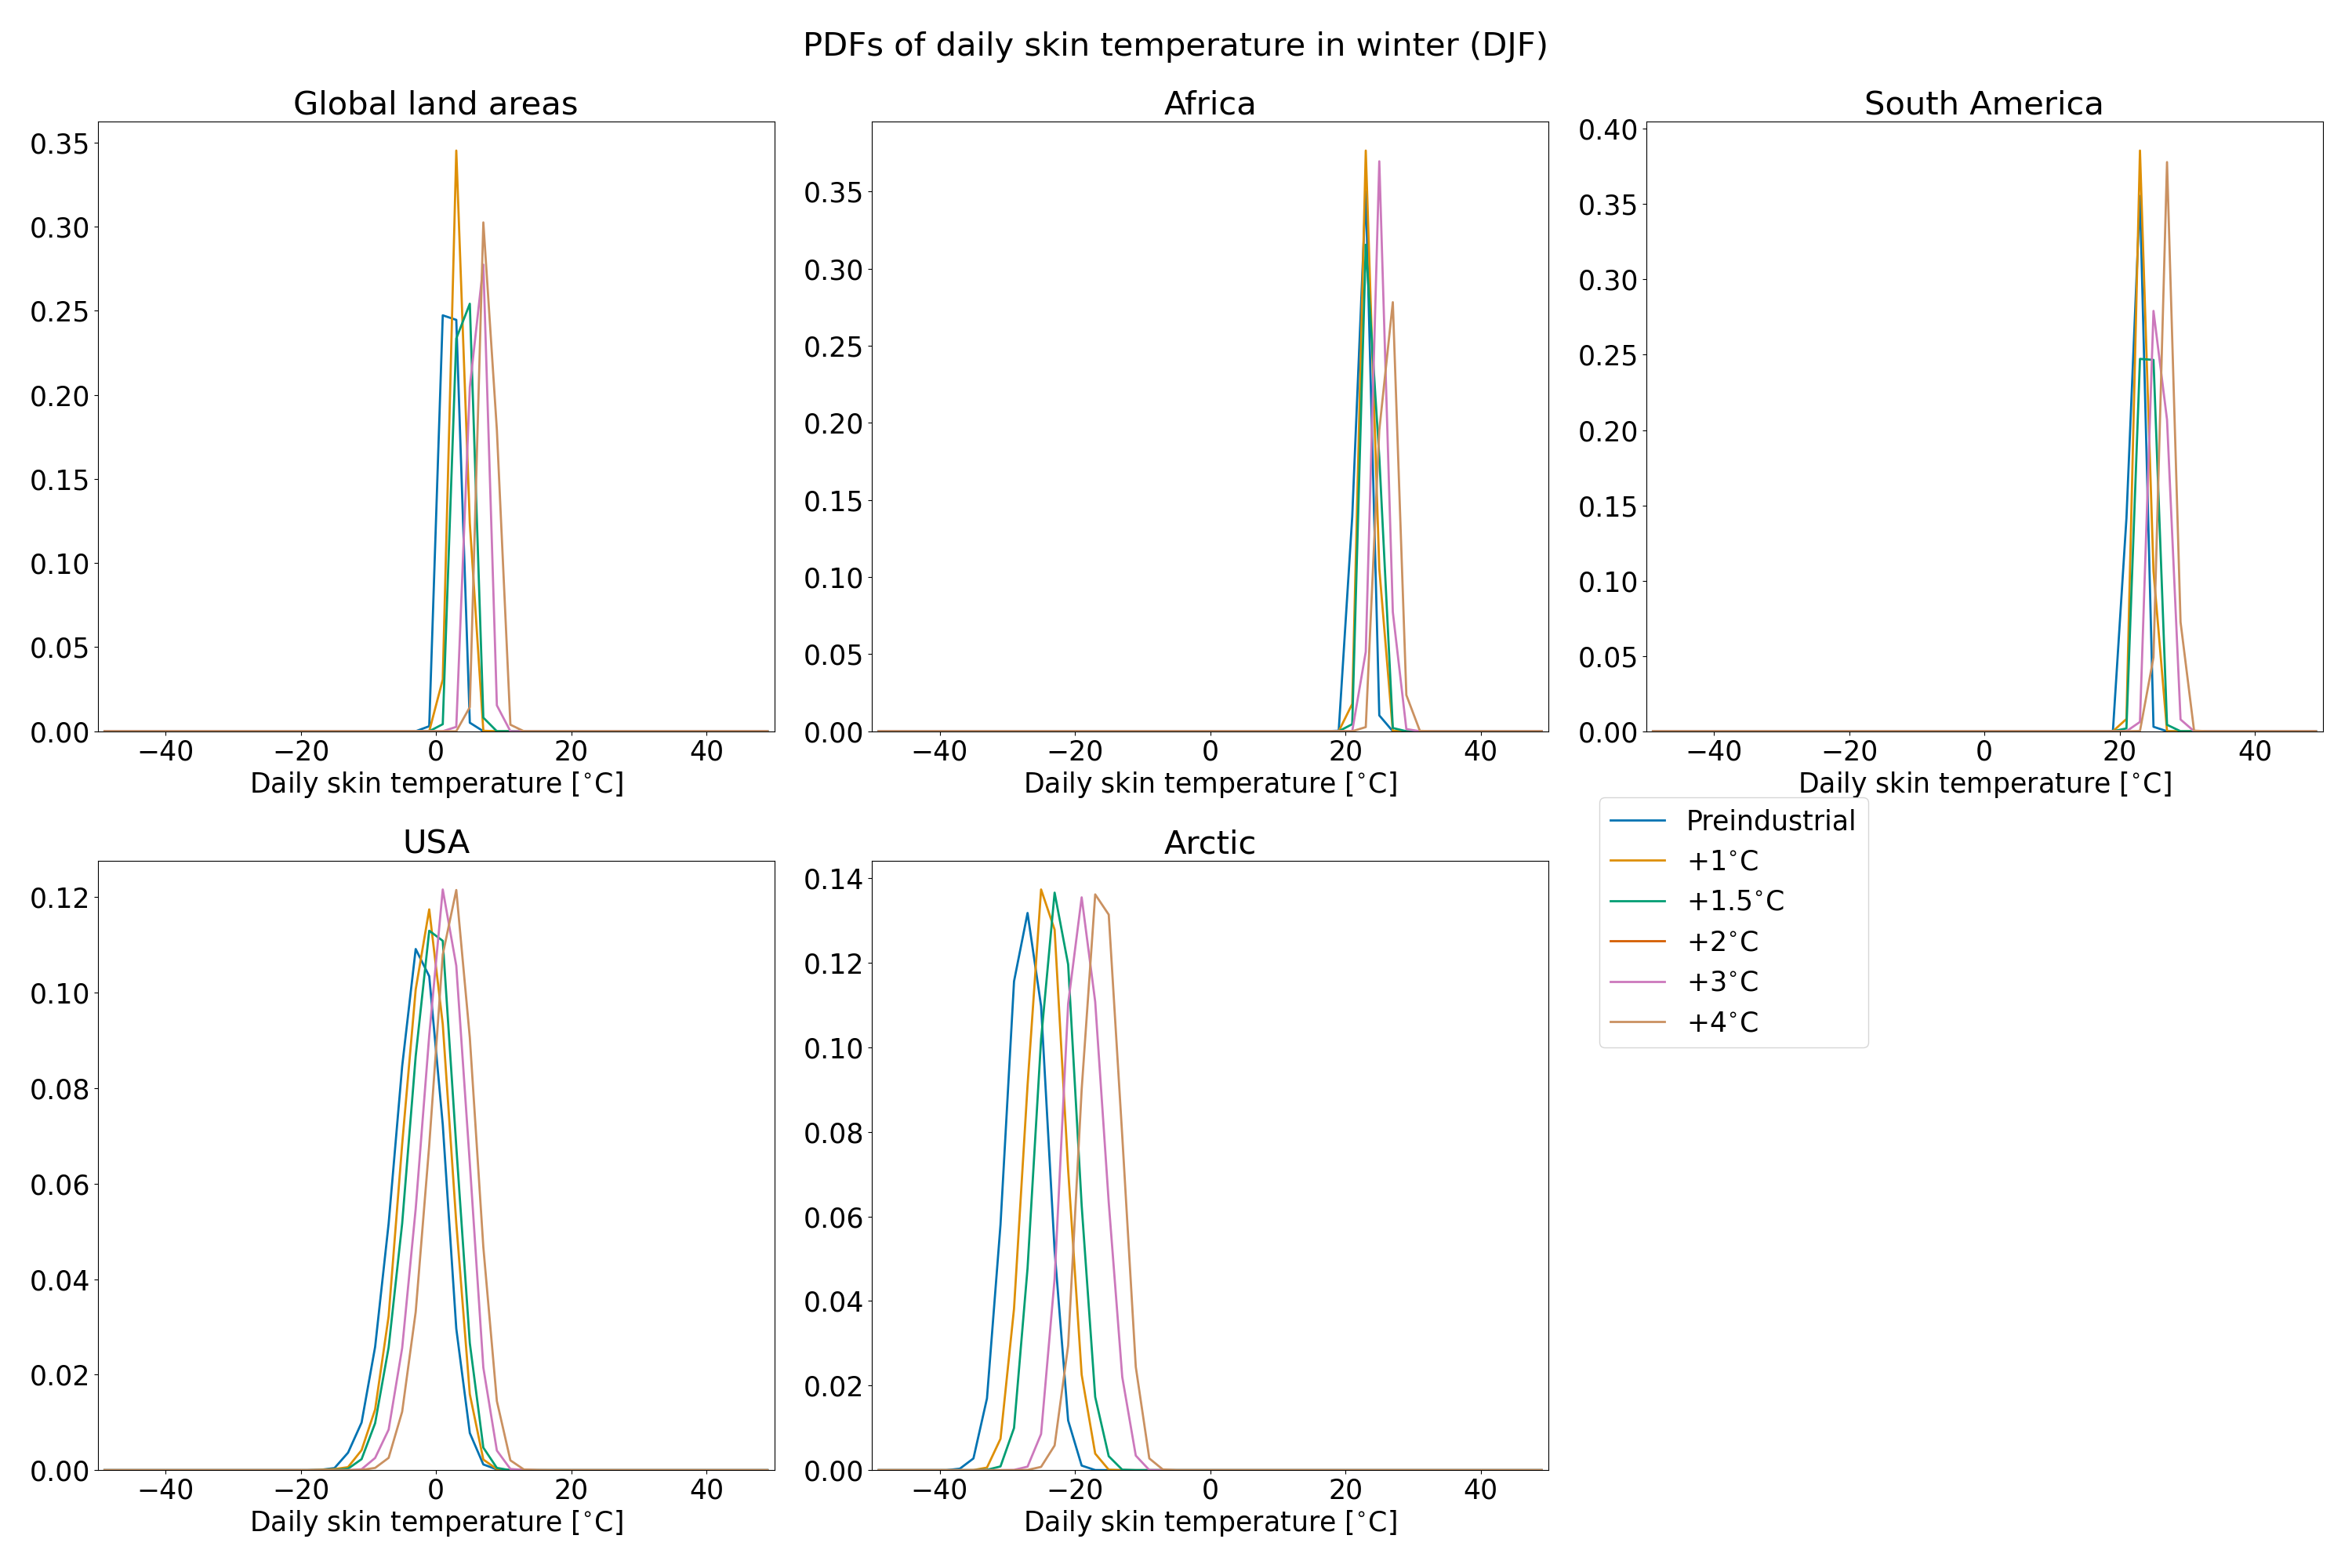 PDFs of daily skin temperature in winter (DJF)
Global land areas
0.35
0.30
0.25
0.20
0.15
0.10
0.05
0.00
−40 −20 0 20 40
Daily skin temperature [°C]
Africa
0.35
0.30
0.25
0.20
0.15
0.10
0.05
0.00
−40 −20 0 20 40
Daily skin temperature [°C]
South America
0.40
0.35
0.30
0.25
0.20
0.15
0.10
0.05
0.00
−40 −20 0 20 40
Daily skin temperature [°C]
USA
0.12
0.10
0.08
0.06
0.04
0.02
0.00
−40 −20 0 20 40
Daily skin temperature [°C]
Arctic
0.14
0.12
0.10
0.08
0.06
0.04
0.02
0.00
−40 −20 0 20 40
Daily skin temperature [°C]
Preindustrial
+1°C
+1.5°C
+2°C
+3°C
+4°C